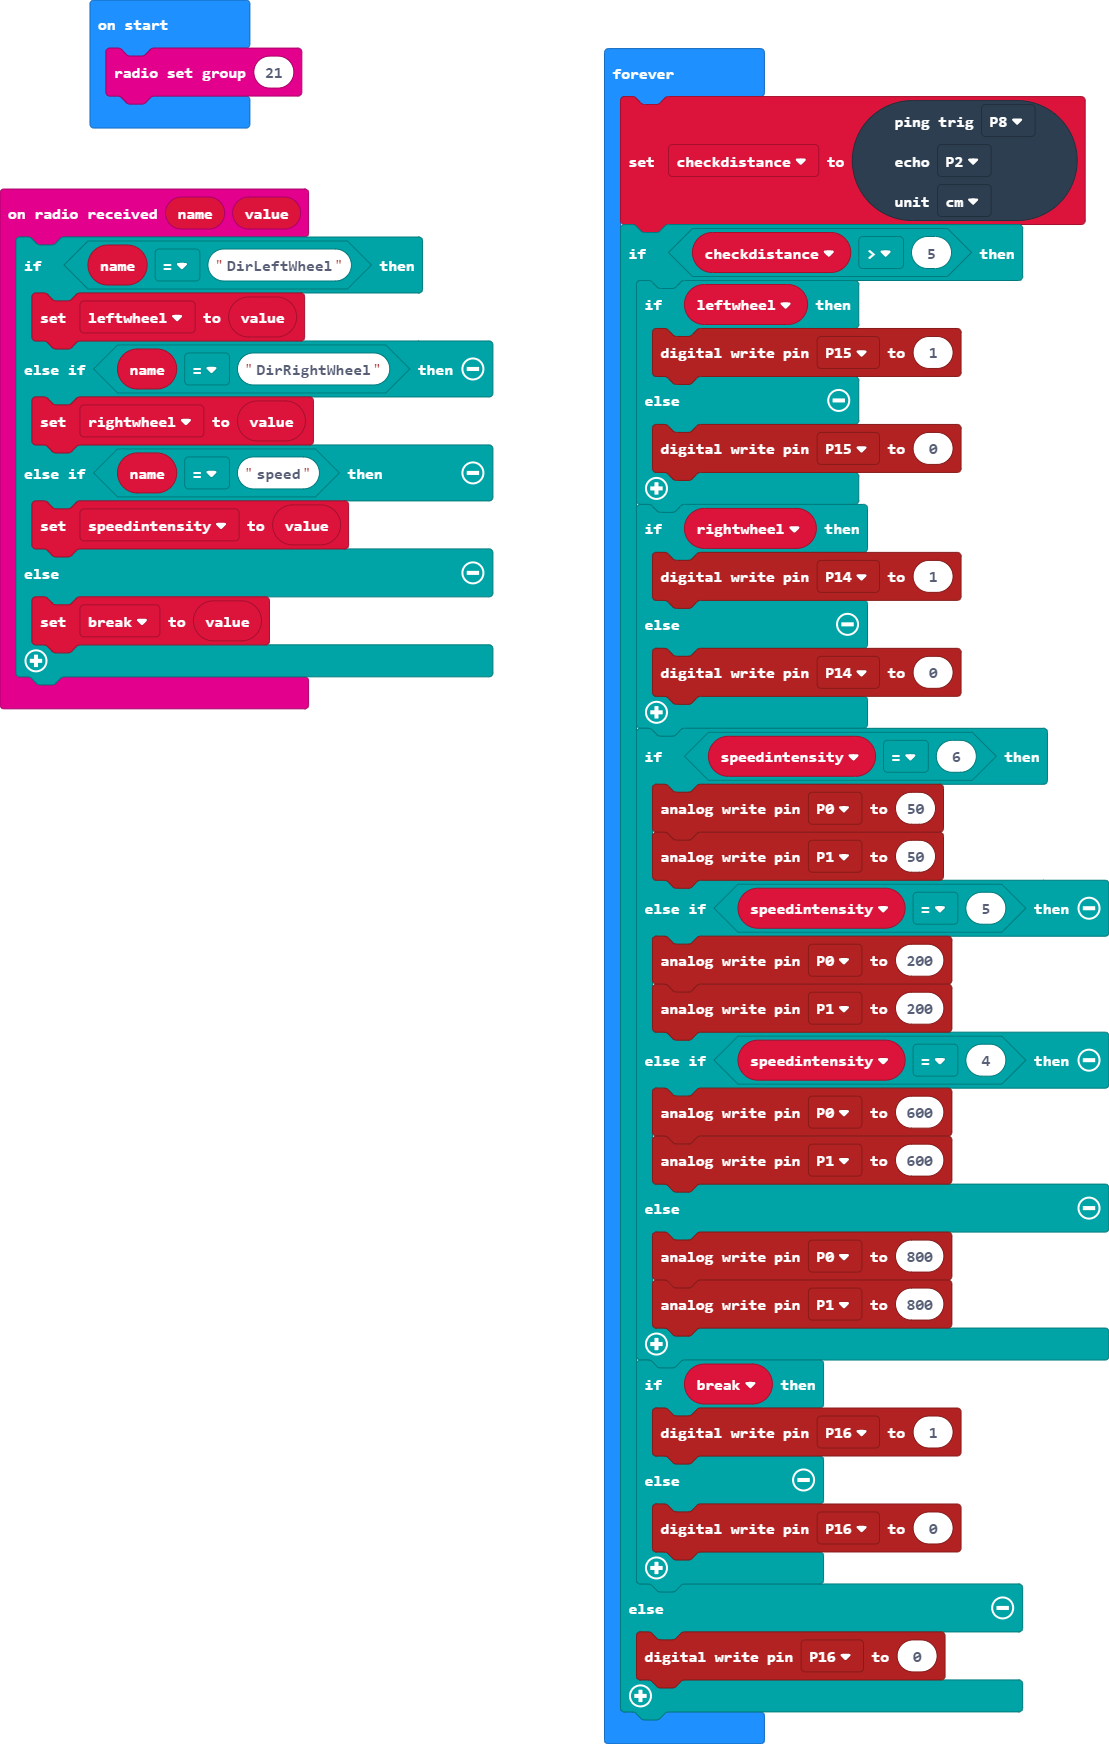 on start
radio set group 21
on radio received name value
if name = "DirLeftWheel" then
set leftwheel to value
else if name = "DirRightWheel" then
set rightwheel to value
else if name = "speed" then
set speedintensity to value
else
set break to value
forever
set checkdistance to ping trig P8
echo P2
unit cm
if checkdistance > 5 then
if leftwheel then
digital write pin P15 to 1
else
digital write pin P15 to 0
if rightwheel then
digital write pin P14 to 1
else
digital write pin P14 to 0
if speedintensity = 6 then
analog write pin P0 to 50
analog write pin P1 to 50
else if speedintensity = 5 then
analog write pin P0 to 200
analog write pin P1 to 200
else if speedintensity = 4 then
analog write pin P0 to 600
analog write pin P1 to 600
else
analog write pin P0 to 800
analog write pin P1 to 800
if break then
digital write pin P16 to 1
else
digital write pin P16 to 0
else
digital write pin P16 to 0